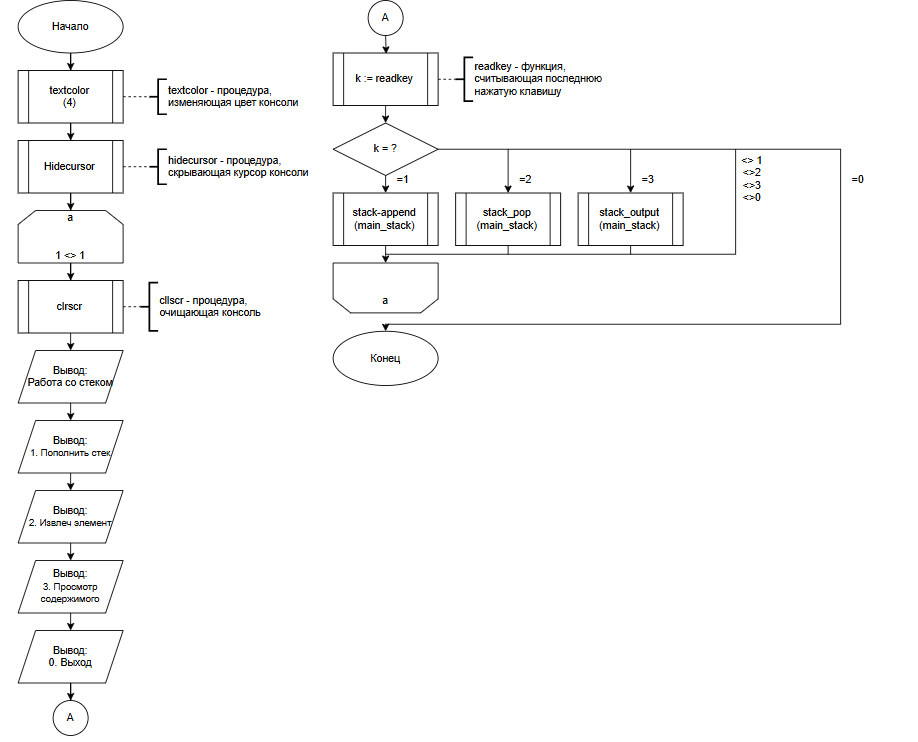 Начало
textcolor
(4)
textcolor - процедура,
изменяющая цвет консоли
Hidecursor
hidecursor - процедура,
скрывающая курсор консоли
a
1 <> 1
clrscr
cllscr - процедура,
очищающая консоль
Вывод:
Работа со стеком
Вывод:
1. Пополнить стек
Вывод:
2. Извлеч элемент
Вывод:
3. Просмотр
содержимого
Вывод:
0. Выход
A
A
k := readkey
readkey - функция,
считывающая последнюю
нажатую клавишу
k = ?
=1
=2
=3
<> 1
<>2
<>3
<>0
=0
stack-append
(main_stack)
stack_pop
(main_stack)
stack_output
(main_stack)
a
Конец